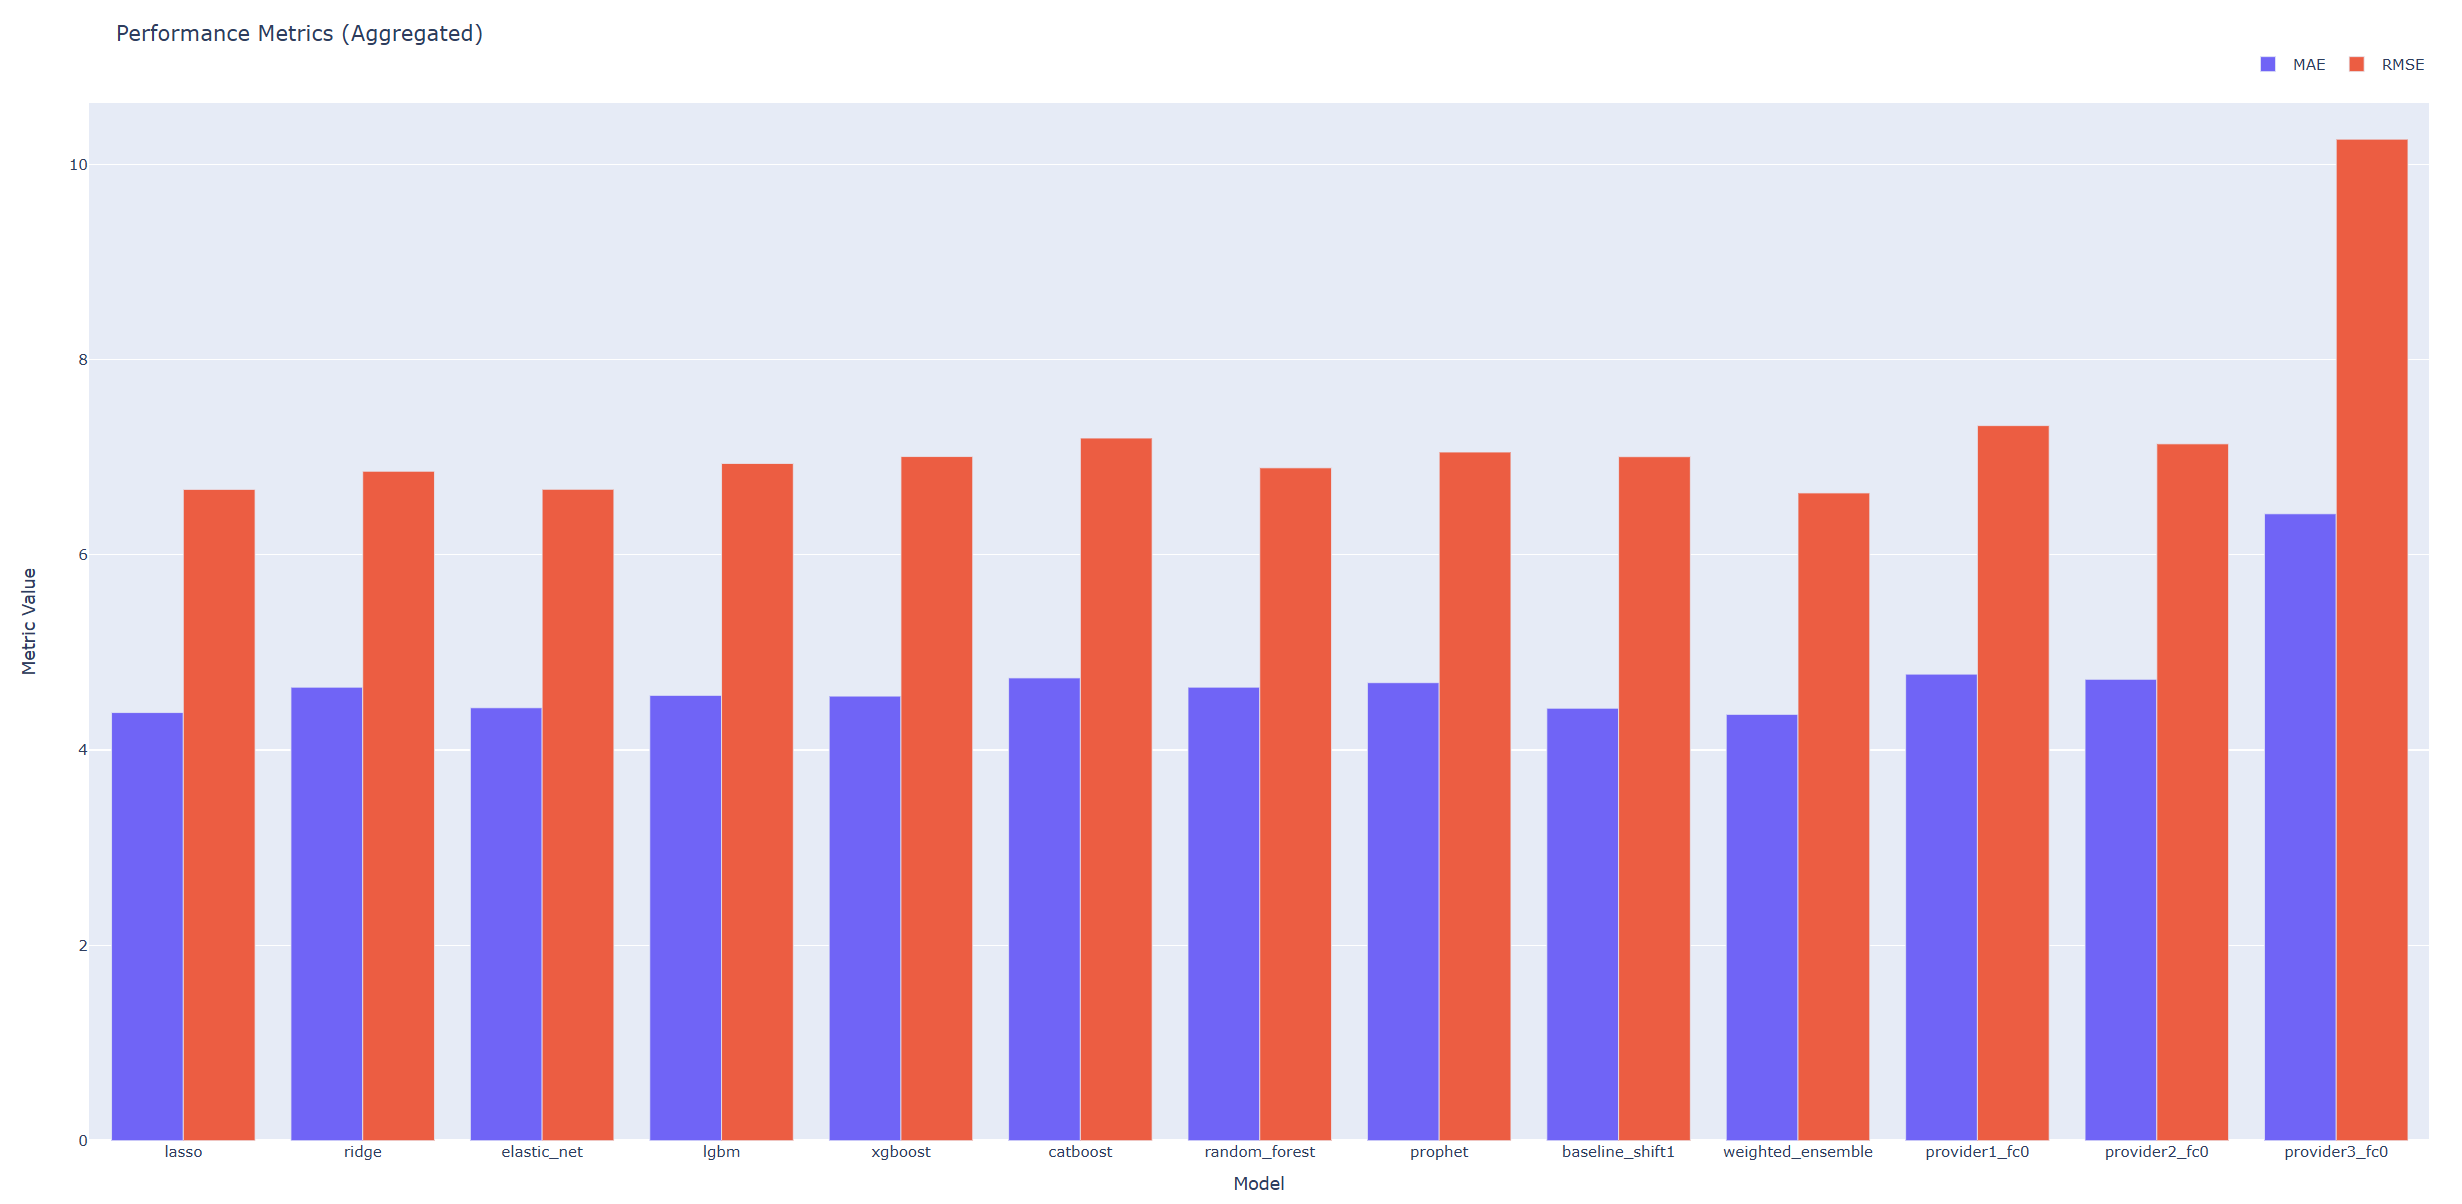 Performance Metrics (Aggregated)
MAE RMSE
10
8
6
4
2
0
Metric Value
lasso ridge elastic_net lgbm xgboost catboost random_forest prophet baseline_shift1 weighted_ensemble provider1_fc0 provider2_fc0 provider3_fc0
Model